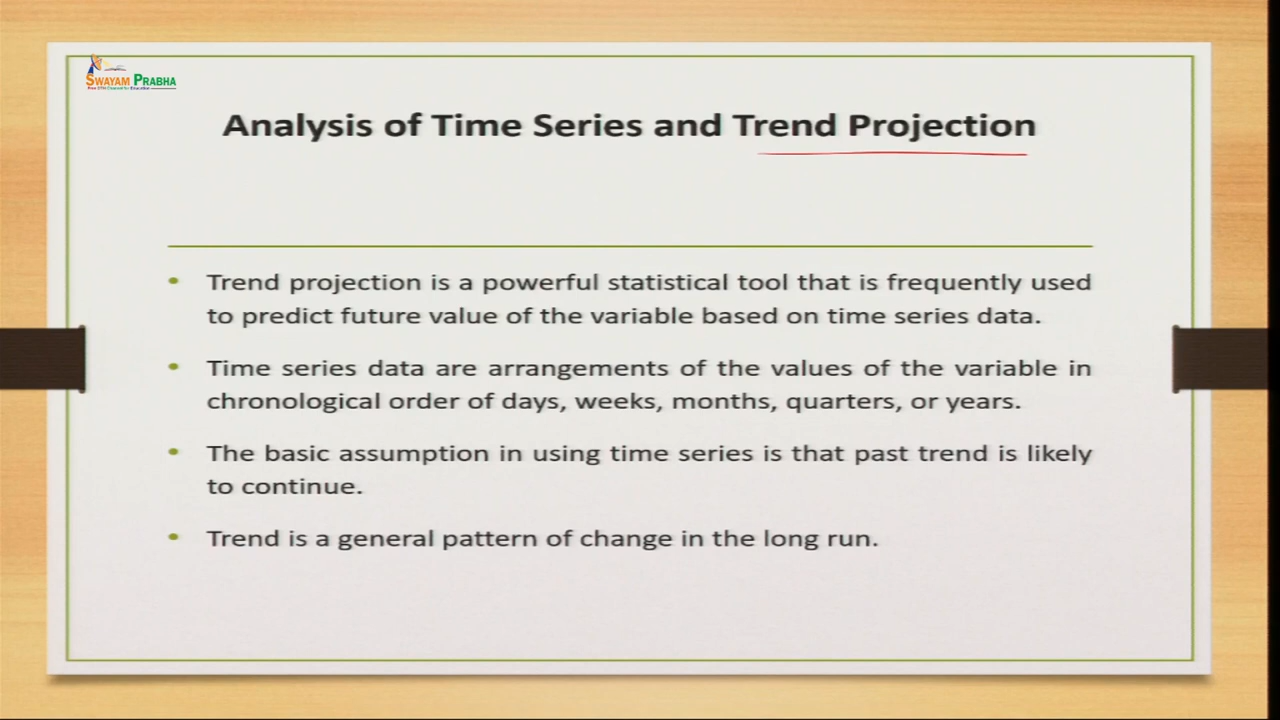 SWAYAM PRABHA
Analysis of Time Series and Trend Projection
• Trend projection is a powerful statistical tool that is frequently used
to predict future value of the variable based on time series data.
• Time series data are arrangements of the values of the variable in
chronological order of days, weeks, months, quarters, or years.
• The basic assumption in using time series is that past trend is likely
to continue.
• Trend is a general pattern of change in the long run.